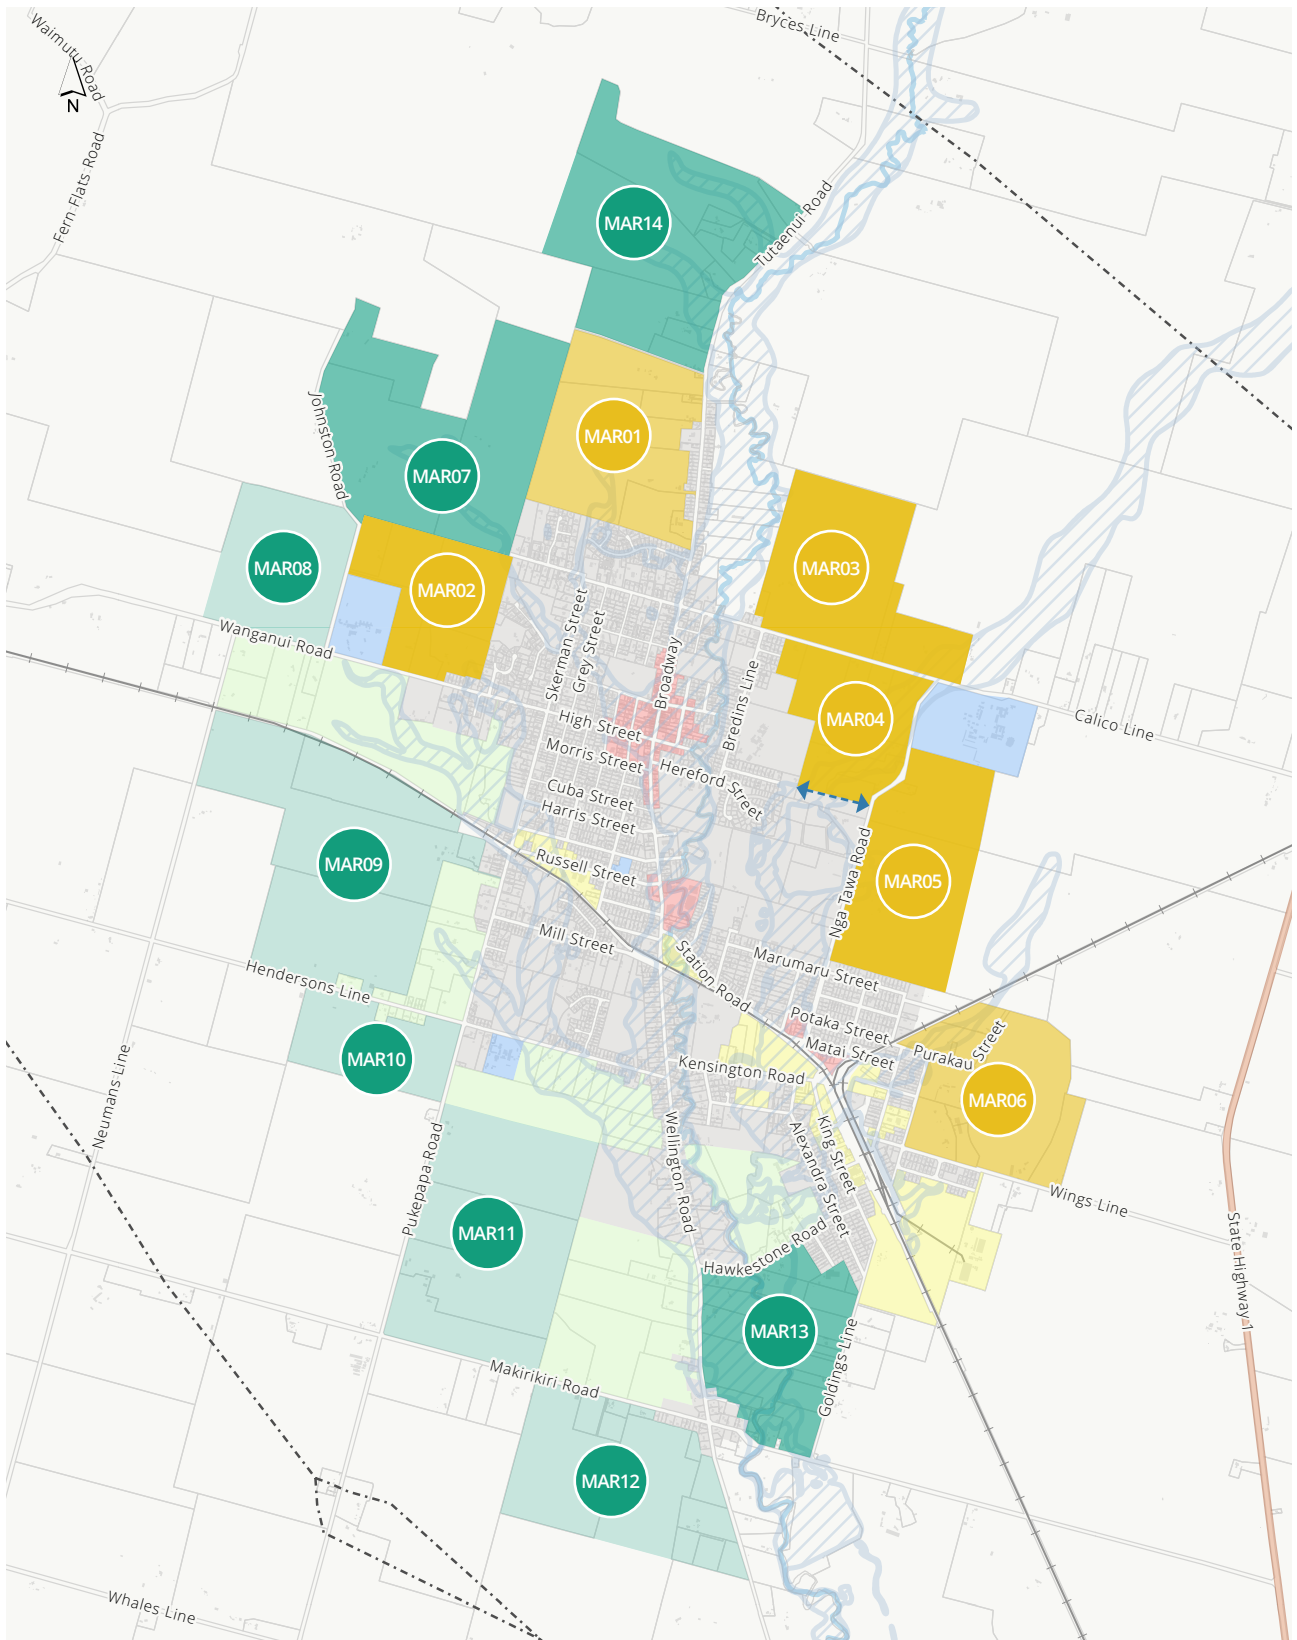 Bryces Line
Waimutu Road
N
Fern Flats Road
MAR14
Tutaenui Road
Johnston Road
MAR01
MAR07
MAR08
MAR02
MAR03
Wanganui Road
Skerman Street
Grey Street
Broadway
Bredins Line
MAR04
Calico Line
High Street
Morris Street
Hereford Street
Cuba Street
Harris Street
MAR09
Russell Street
Nga Tawa Road
MAR05
Mill Street
Station Road
Marumaru Street
Hendersons Line
Potaka Street
Matai Street
Purakau Street
MAR10
Kensington Road
MAR06
Neumans Line
Pukepapa Road
Wellington Road
King Street
Alexandra Street
Wings Line
MAR11
Hawkestone Road
State Highway 1
MAR13
Goldings Line
Makirikiri Road
MAR12
Whales Line